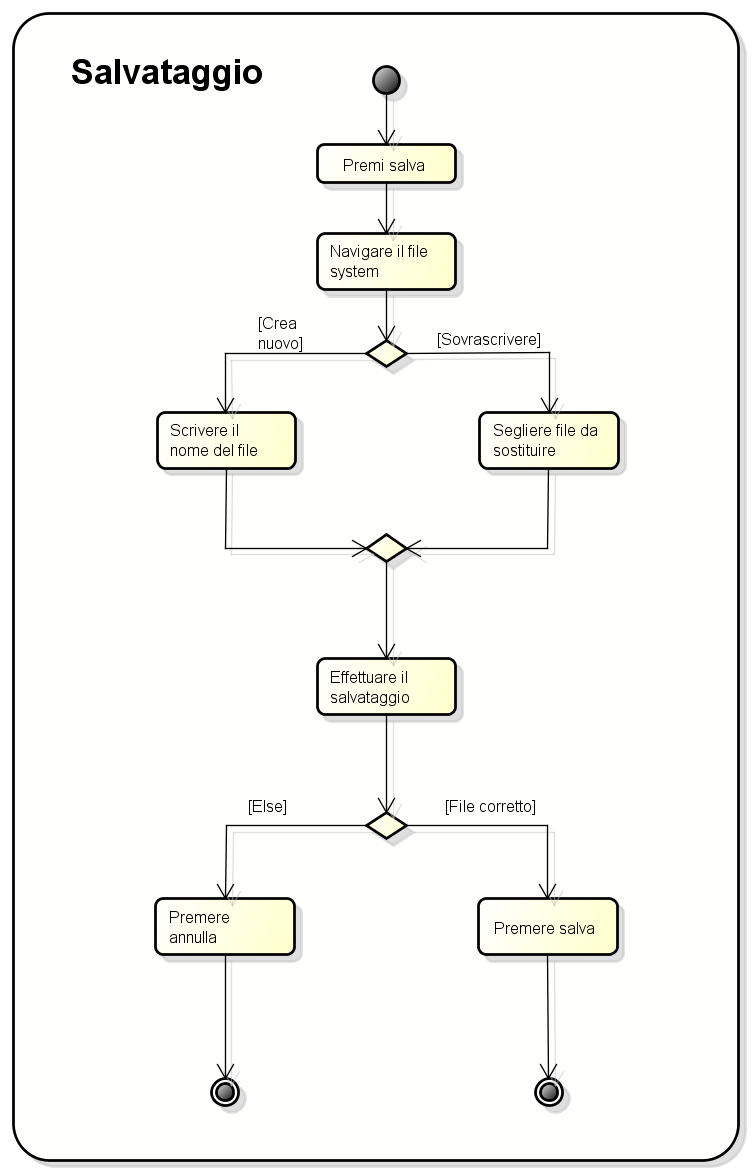 Salvataggio
Premi salva
Navigare il file
system
[Crea
nuovo]
[Sovrascrivere]
Scrivere il
nome del file
Segliere file da
sostituire
Effettuare il
salvataggio
[Else]
[File corretto]
Premere
annulla
Premere salva